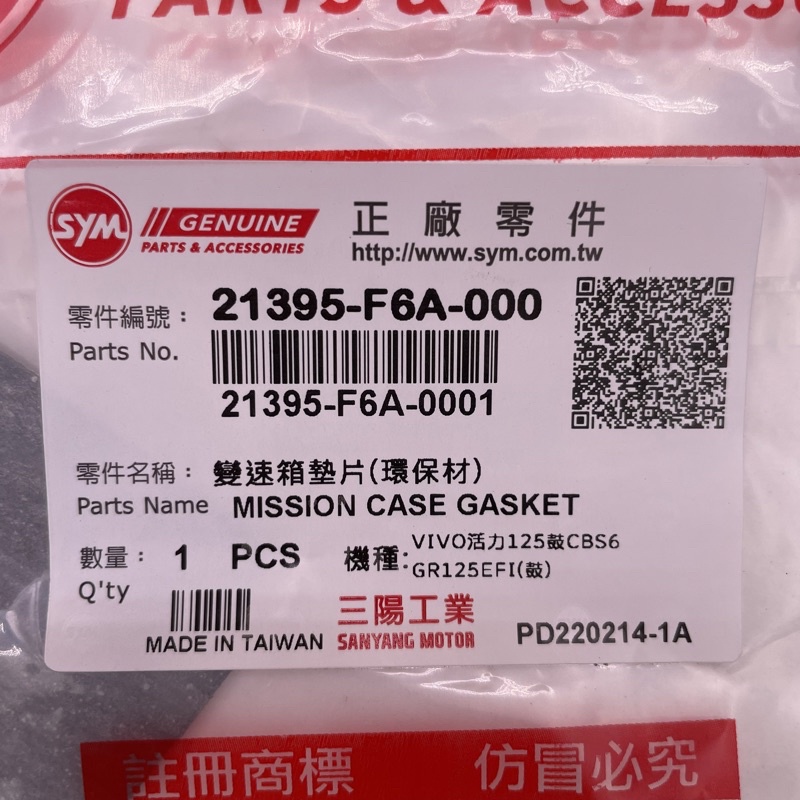 PARTS & ACCESS
SYM
GENUINE
PARTS & ACCESSORIES
正廠零件
http://www.sym.com.tw
零件編號：
21395-F6A-000
Parts No.
21395-F6A-0001
零件名稱：
變速箱墊片(環保材)
Parts Name MISSION CASE GASKET
數量： 1 PCS
Q'ty
機種：
VIVO活力125鼓CBS6
GR125EFI(鼓)
MADE IN TAIWAN
三陽工業
SANYANG MOTOR
PD220214-1A
註冊商標 仿冒必究